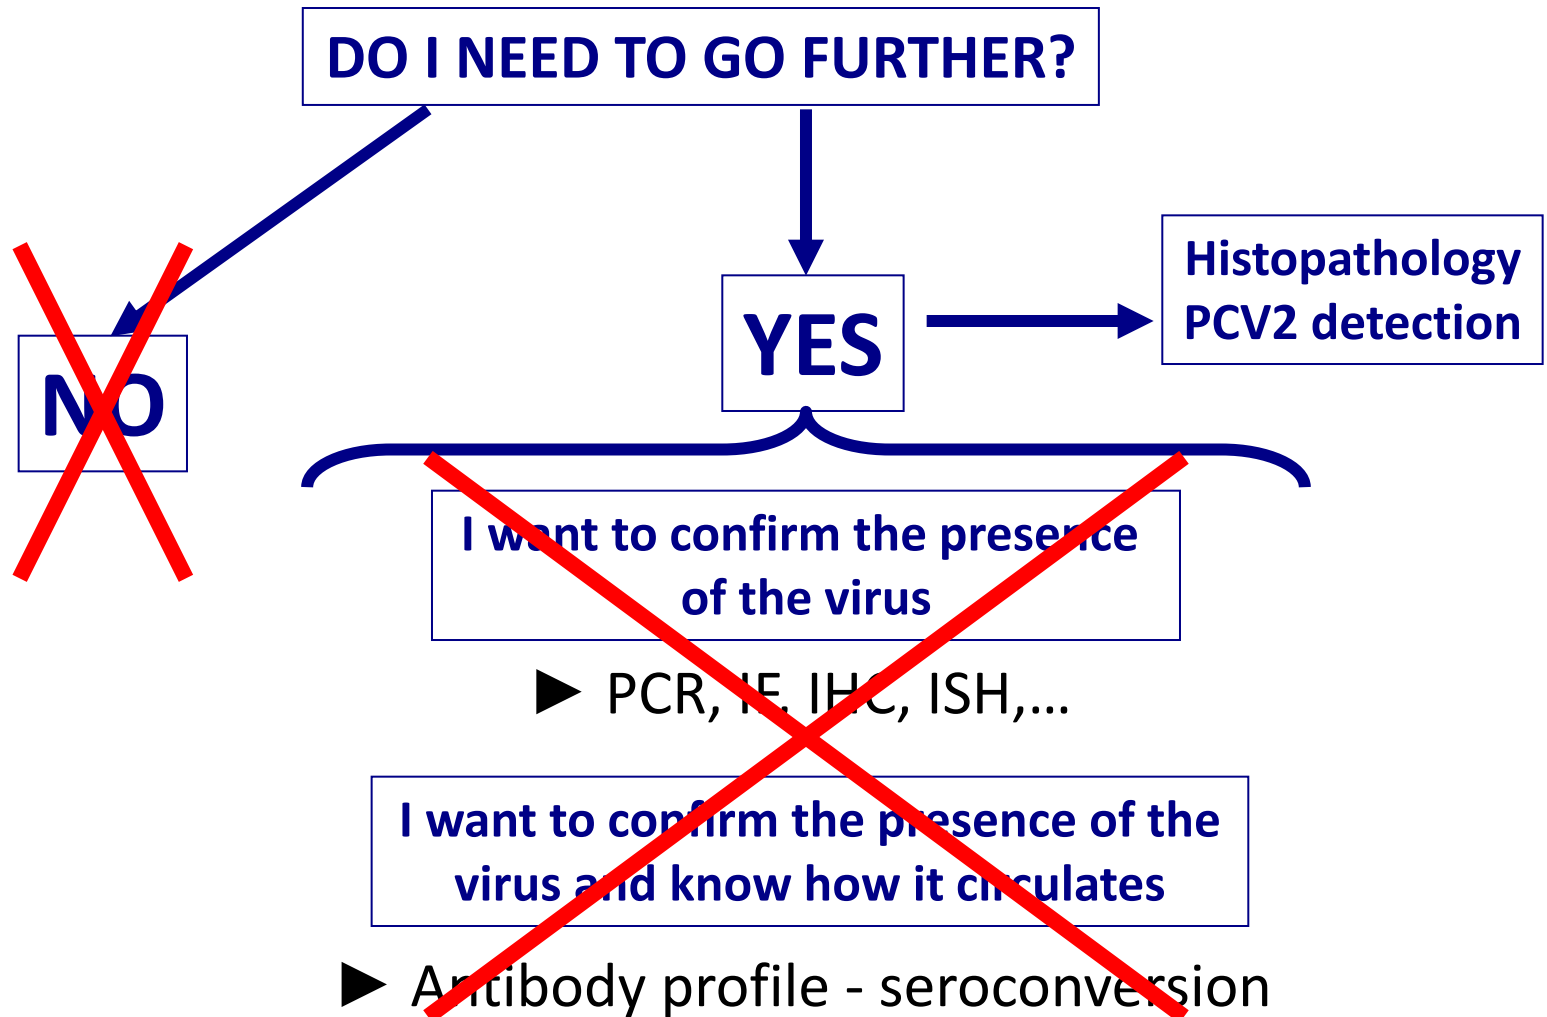 DO I NEED TO GO FURTHER?
NO
YES
Histopathology
PCV2 detection
I want to confirm the presence
of the virus
► PCR, IF. IHC, ISH,...
I want to confirm the presence of the
virus and know how it circulates
► Antibody profile - seroconversion